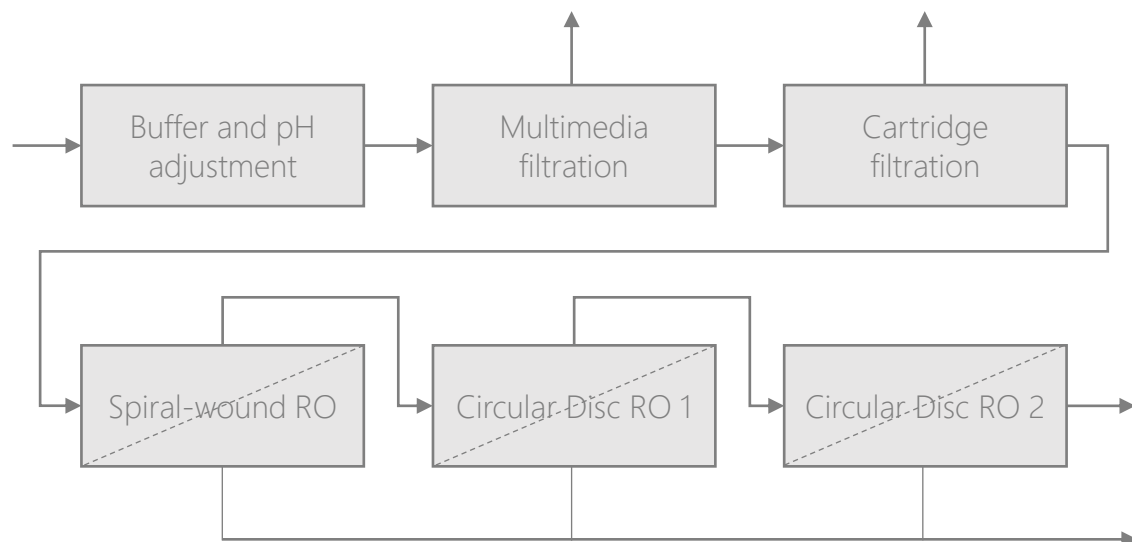 Buffer and pH
adjustment
Multimedia
filtration
Cartridge
filtration
Spiral-wound RO
Circular Disc RO 1
Circular Disc RO 2